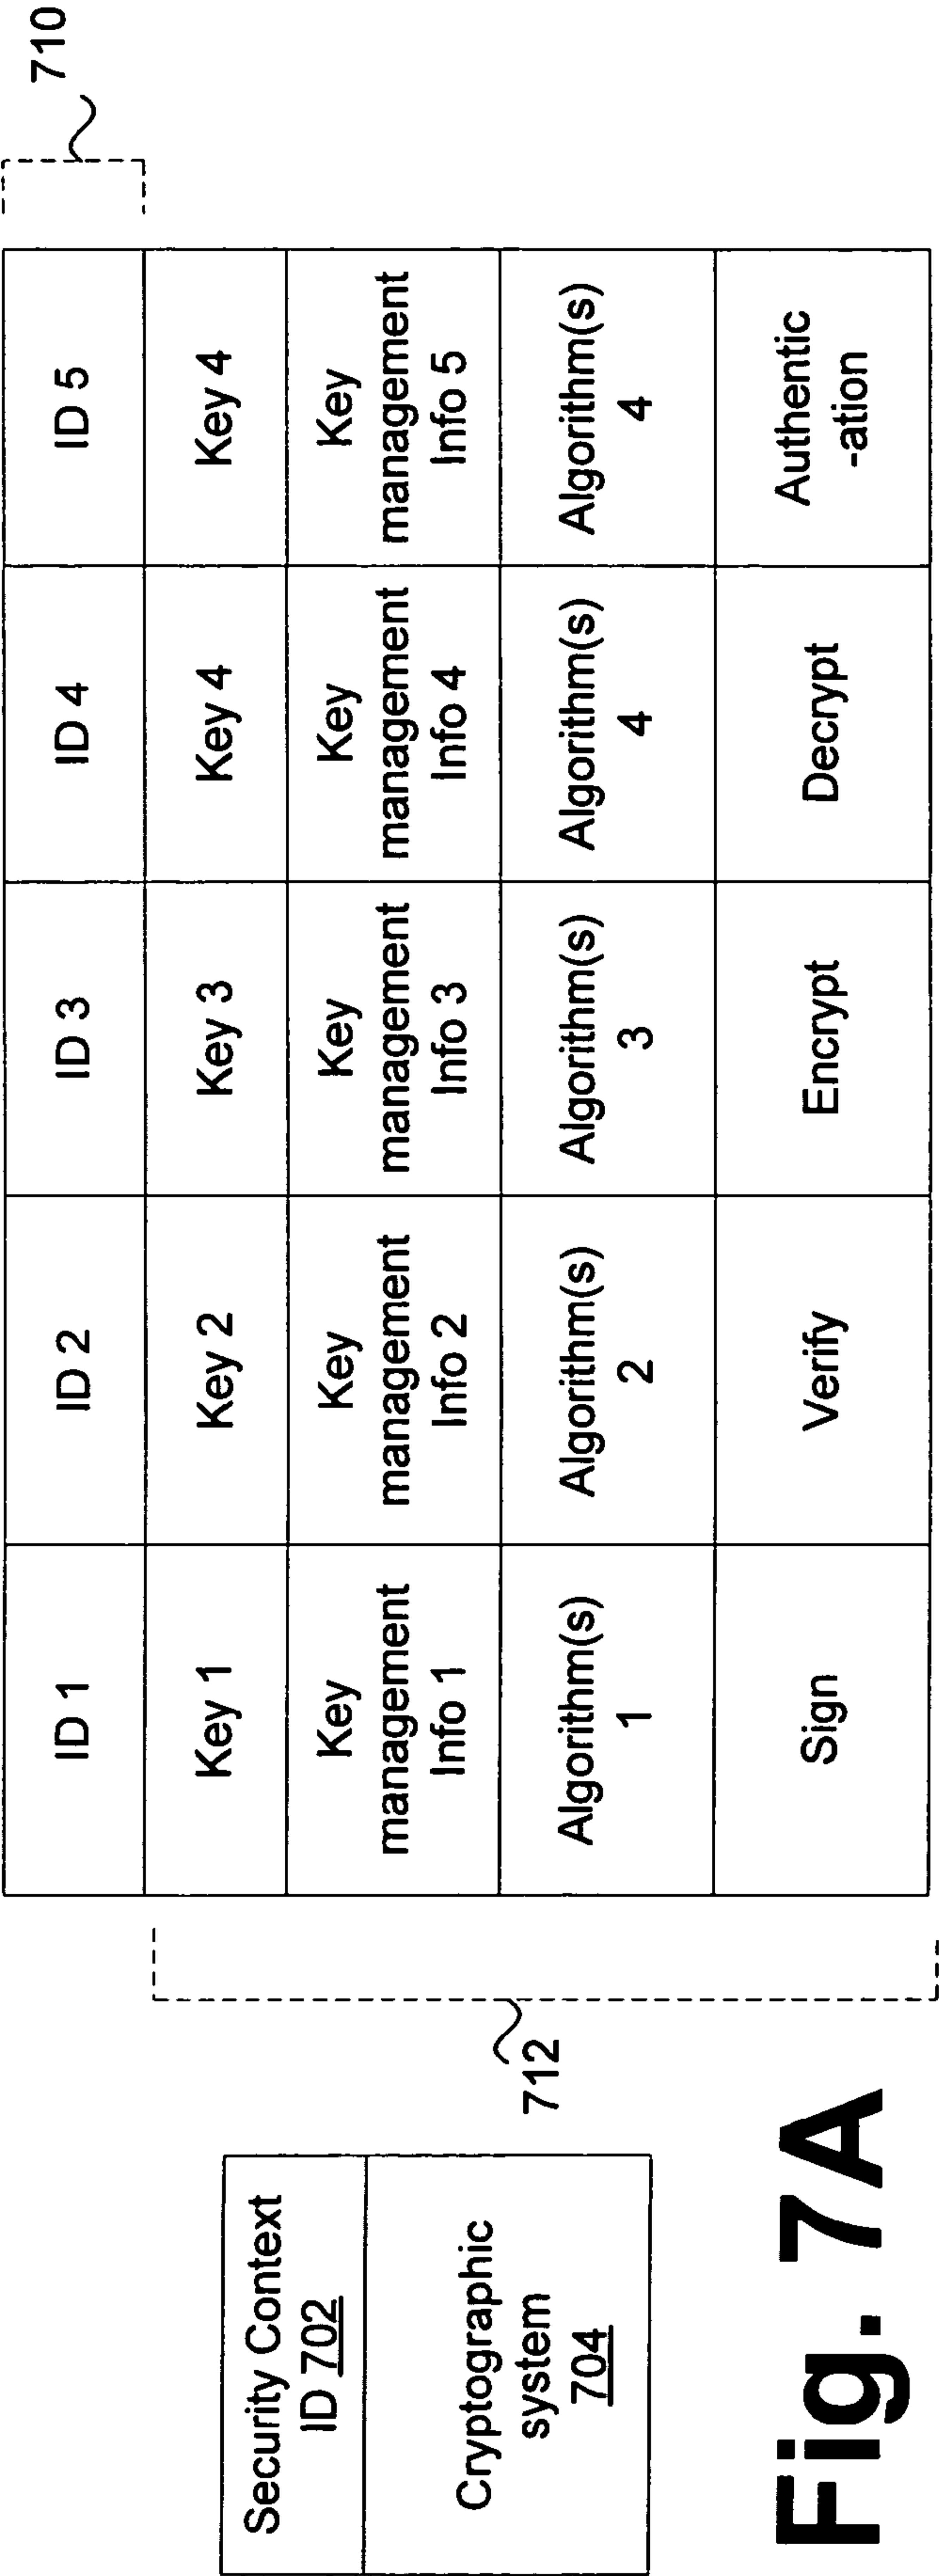 710
ID 1
ID 2
ID 3
ID 4
ID 5
Key 1
Key 2
Key 3
Key 4
Key 4
Key
management
Info 1
Key
management
Info 2
Key
management
Info 3
Key
management
Info 4
Key
management
Info 5
Algorithm(s)
1
Algorithm(s)
2
Algorithm(s)
3
Algorithm(s)
4
Algorithm(s)
4
Sign
Verify
Encrypt
Decrypt
Authentic
-ation
712
Security Context
ID 702
Cryptographic
system
704
Fig. 7A